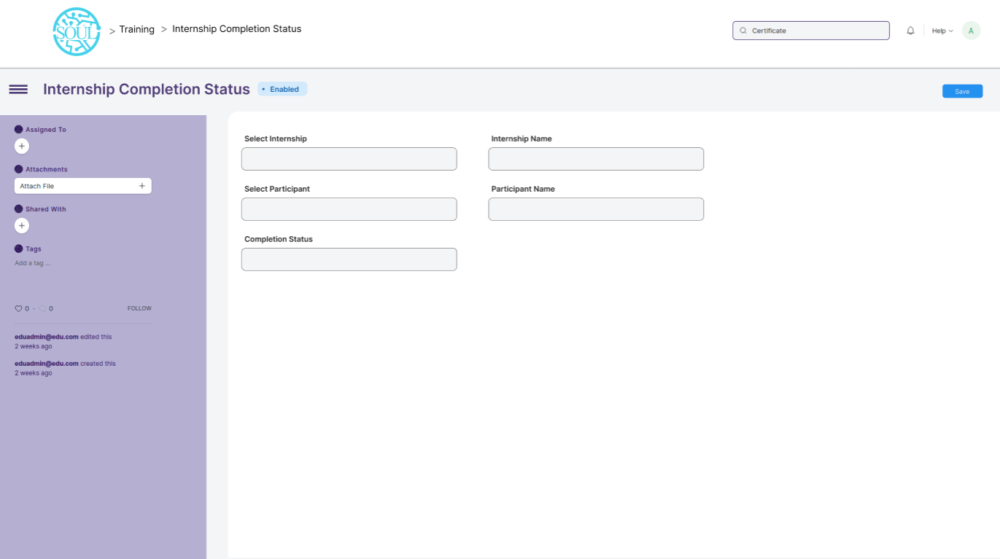 SOUL
> Training > Internship Completion Status
Certificate
Help
A
Internship Completion Status
• Enabled
Save
Assigned To
+
Attachments
Attach File +
Shared With
+
Tags
Add a tag ...
0 · 0
FOLLOW
eduadmin@edu.com edited this
2 weeks ago
eduadmin@edu.com created this
2 weeks ago
Select Internship
Internship Name
Select Participant
Participant Name
Completion Status